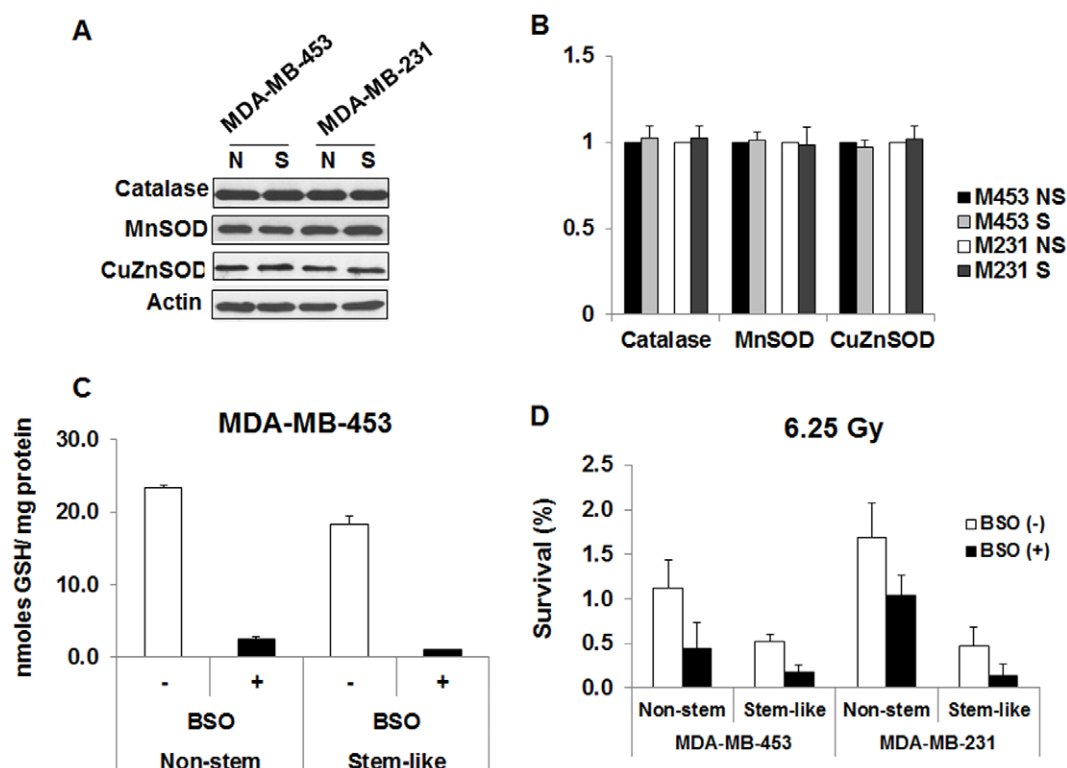 A
MDA-MB-453
MDA-MB-231
N S N S
Catalase
MnSOD
CuZnSOD
Actin
B
1.5
1
0.5
0
Catalase MnSOD CuZnSOD
M453 NS
M453 S
M231 NS
M231 S
C
MDA-MB-453
nmoles GSH/ mg protein
30.0
20.0
10.0
0.0
- + - +
BSO BSO
Non-stem Stem-like
D
6.25 Gy
Survival (%)
2.5
2.0
1.5
1.0
0.5
0.0
BSO (-)
BSO (+)
Non-stem Stem-like Non-stem Stem-like
MDA-MB-453 MDA-MB-231